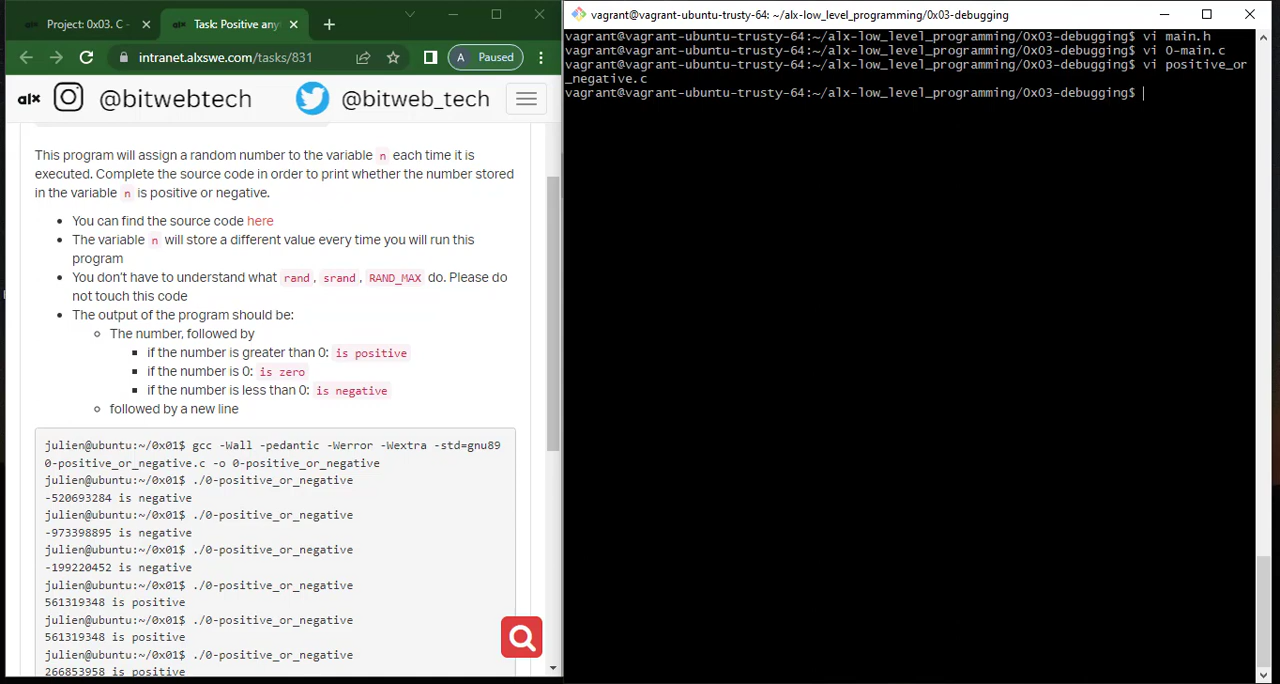 Project: 0x03. C -
Task: Positive any
intranet.alxswe.com/tasks/831
A Paused
alx @bitwebtech @bitweb_tech
This program will assign a random number to the variable n each time it is
executed. Complete the source code in order to print whether the number stored
in the variable n is positive or negative.
You can find the source code here
The variable n will store a different value every time you will run this
program
You don't have to understand what rand, srand, RAND_MAX do. Please do
not touch this code
The output of the program should be:
The number, followed by
if the number is greater than 0: is positive
if the number is 0: is zero
if the number is less than 0: is negative
followed by a new line
julien@ubuntu:~/0x01$ gcc -Wall -pedantic -Werror -Wextra -std=gnu89
0-positive_or_negative.c -o 0-positive_or_negative
julien@ubuntu:~/0x01$ ./0-positive_or_negative
-520693284 is negative
julien@ubuntu:~/0x01$ ./0-positive_or_negative
-973398895 is negative
julien@ubuntu:~/0x01$ ./0-positive_or_negative
-199220452 is negative
julien@ubuntu:~/0x01$ ./0-positive_or_negative
561319348 is positive
julien@ubuntu:~/0x01$ ./0-positive_or_negative
561319348 is positive
julien@ubuntu:~/0x01$ ./0-positive_or_negative
266853958 is positive
vagrant@vagrant-ubuntu-trusty-64: ~/alx-low_level_programming/0x03-debugging
vagrant@vagrant-ubuntu-trusty-64:~/alx-low_level_programming/0x03-debugging$ vi main.h
vagrant@vagrant-ubuntu-trusty-64:~/alx-low_level_programming/0x03-debugging$ vi 0-main.c
vagrant@vagrant-ubuntu-trusty-64:~/alx-low_level_programming/0x03-debugging$ vi positive_or
_negative.c
vagrant@vagrant-ubuntu-trusty-64:~/alx-low_level_programming/0x03-debugging$